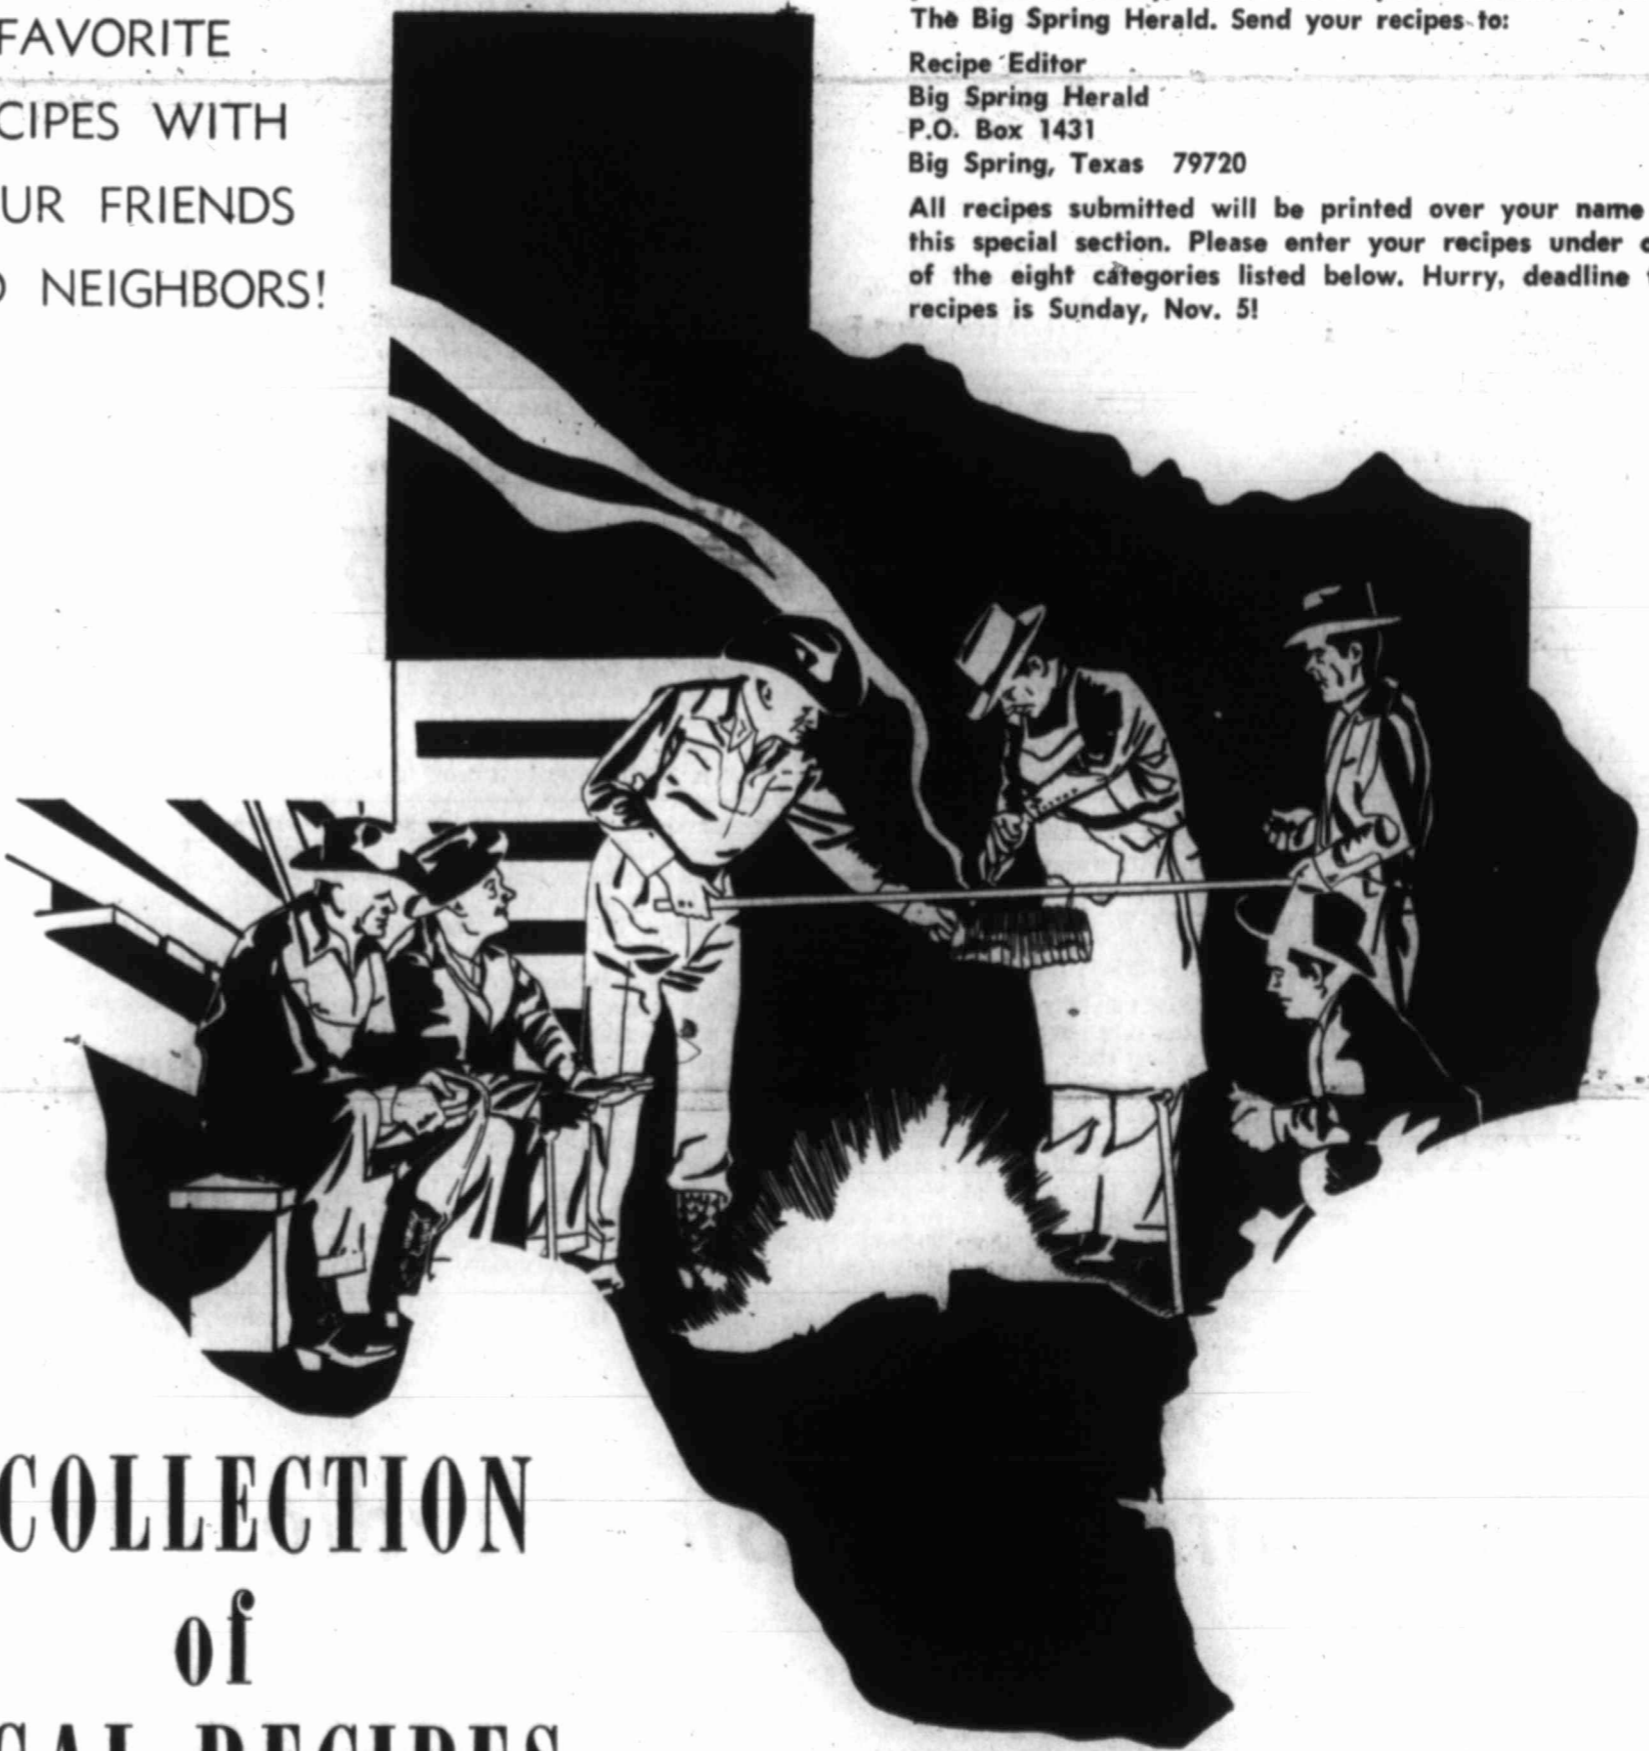 FAVORITE
CIPES WITH
UR FRIENDS
NEIGHBORS!
The Big Spring Herald. Send your recipes to:
Recipe Editor
Big Spring Herald
P.O. Box 1431
Big Spring, Texas 79720
All recipes submitted will be printed over your name
this special section. Please enter your recipes under
of the eight categories listed below. Hurry, deadline
recipes is Sunday, Nov. 5!
COLLECTION
of
CAL RECIPES